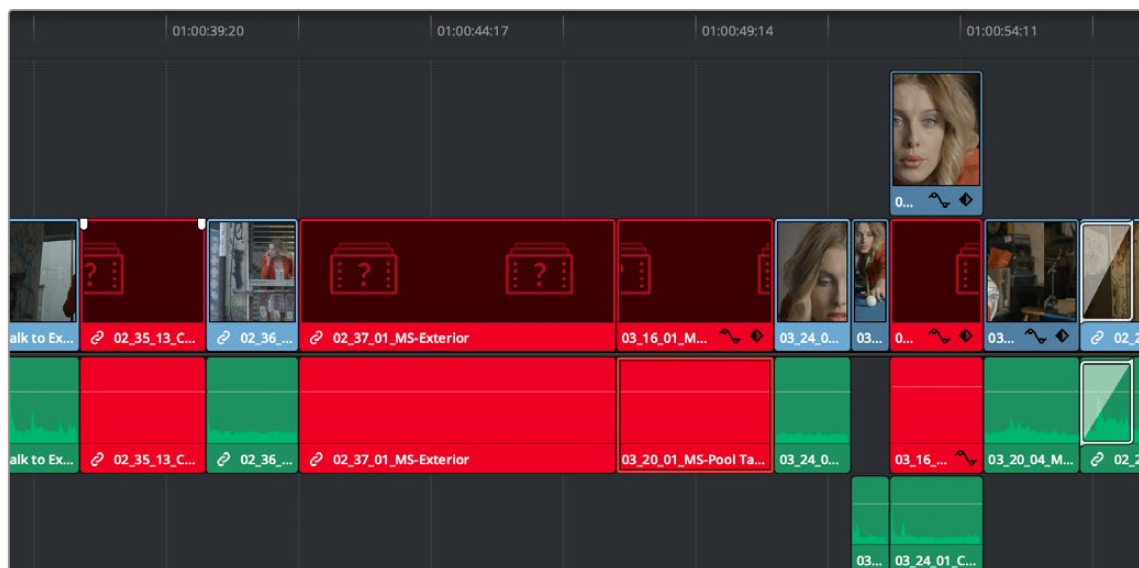 01:00:39:20
01:00:44:17
01:00:49:14
01:00:54:11
0...
alk to Ex...
02_35_13_C...
02_36_...
02_37_01_MS-Exterior
03_16_01_M...
03_24_0...
03...
0...
03...
02_2
alk to Ex...
02_35_13_C...
02_36_...
02_37_01_MS-Exterior
03_20_01_MS-Pool Ta...
03_24_0...
03_16_...
03_20_04_M...
02_2
03...
03_24_01_C...